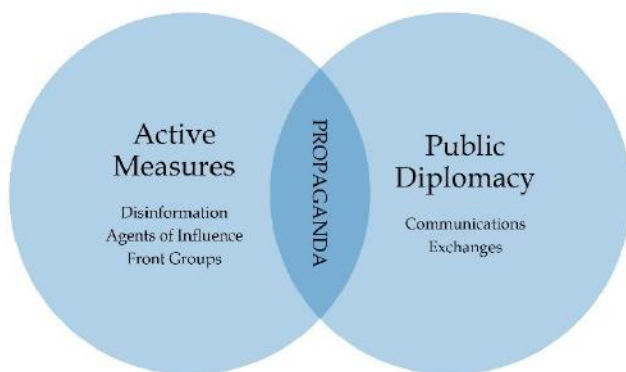 Active
Measures
Disinformation
Agents of Influence
Front Groups
PROPAGANDA
Public
Diplomacy
Communications
Exchanges